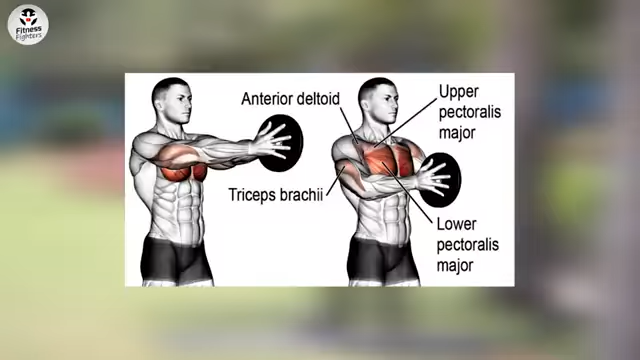 Fitness
Fighters
Anterior deltoid
Upper
pectoralis
major
Triceps brachii
Lower
pectoralis
major